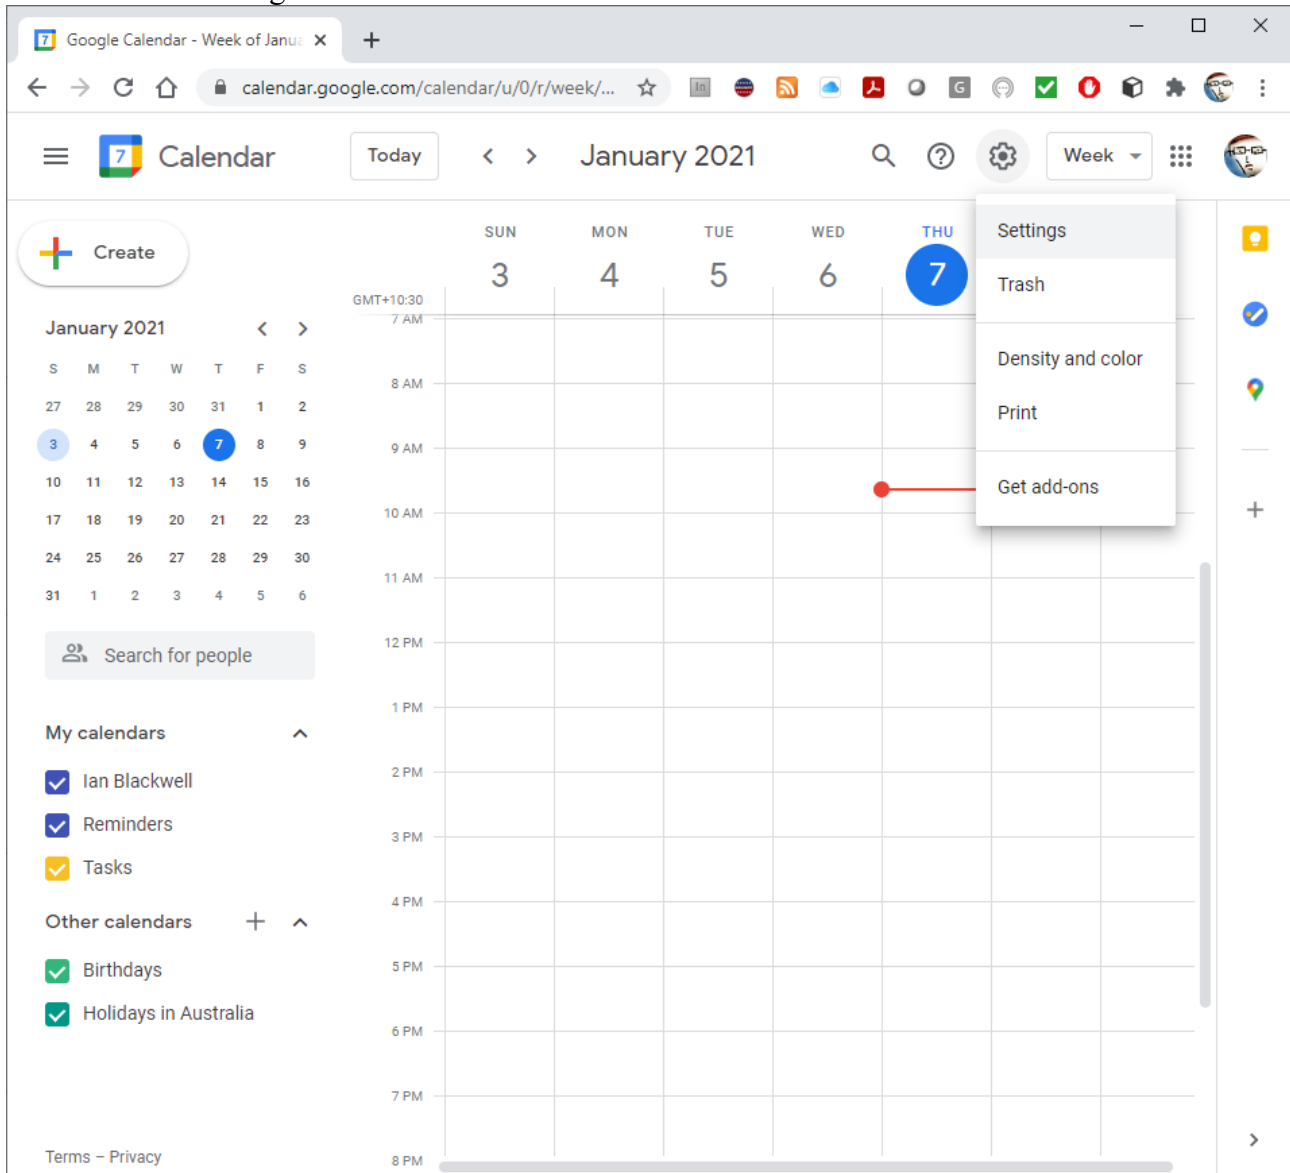 Google Calendar - Week of Janua
calendar.google.com/calendar/u/0/r/week/...
7 Calendar
Today
January 2021
Week
Create
Settings
Trash
Density and color
Print
Get add-ons
SUN MON TUE WED THU
3 4 5 6 7
GMT+10:30
January 2021
S M T W T F S
27 28 29 30 31 1 2
3 4 5 6 7 8 9
10 11 12 13 14 15 16
17 18 19 20 21 22 23
24 25 26 27 28 29 30
31 1 2 3 4 5 6
Search for people
My calendars
Ian Blackwell
Reminders
Tasks
Other calendars
Birthdays
Holidays in Australia
Terms – Privacy
7 AM
8 AM
9 AM
10 AM
11 AM
12 PM
1 PM
2 PM
3 PM
4 PM
5 PM
6 PM
7 PM
8 PM